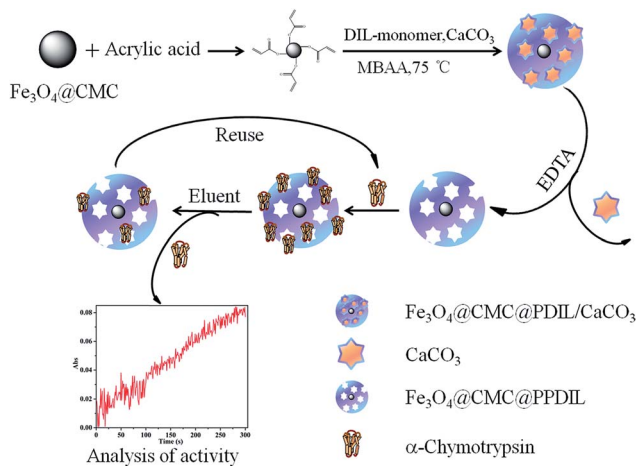 + Acrylic acid
DIL-monomer,CaCO₃
MBAA,75 ℃
Fe₃O₄@CMC
EDTA
Reuse
Eluent
Fe₃O₄@CMC@PDIL/CaCO₃
CaCO₃
Fe₃O₄@CMC@PPDIL
α-Chymotrypsin
0.08
0.06
0.04
0.02
0.00
Abs
0 50 100 150 200 250 300
Time (s)
Analysis of activity